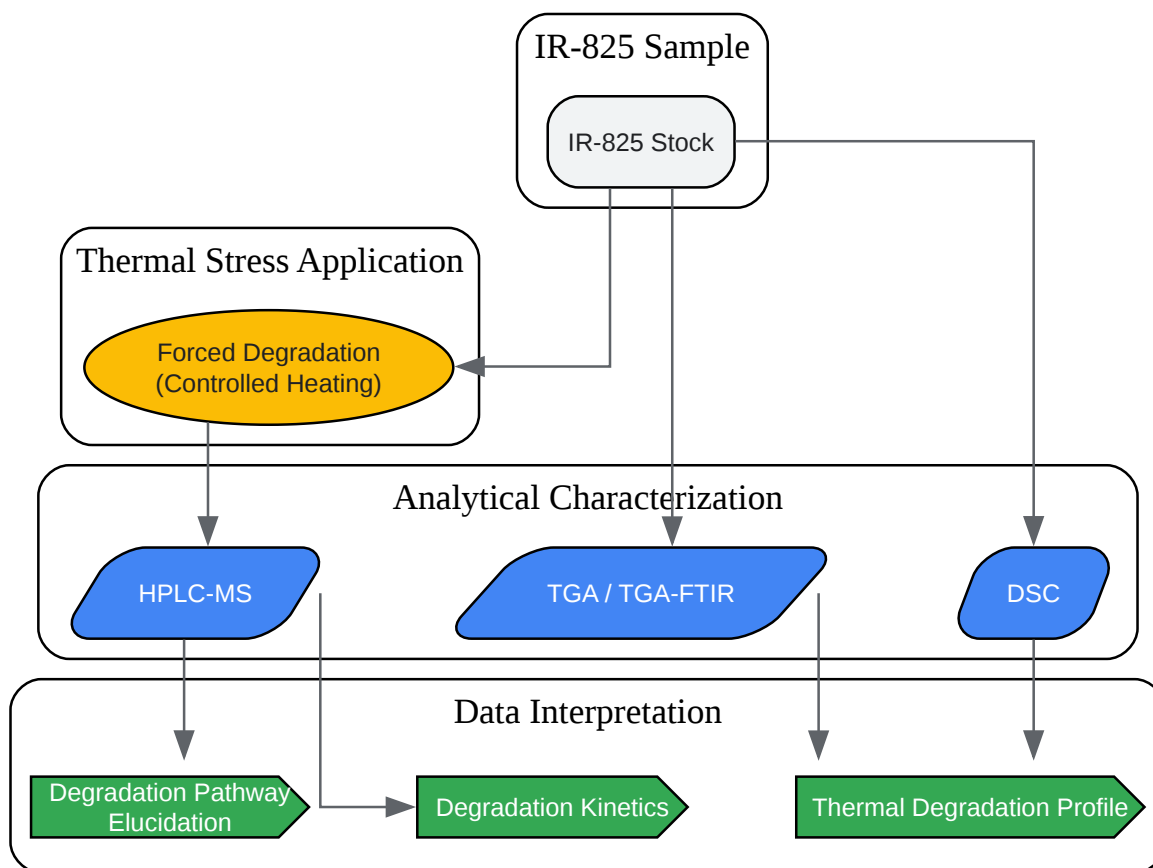 IR-825 Sample
IR-825 Stock
Thermal Stress Application
Forced Degradation
(Controlled Heating)
Analytical Characterization
HPLC-MS
TGA / TGA-FTIR
DSC
Data Interpretation
Degradation Pathway
Elucidation
Degradation Kinetics
Thermal Degradation Profile